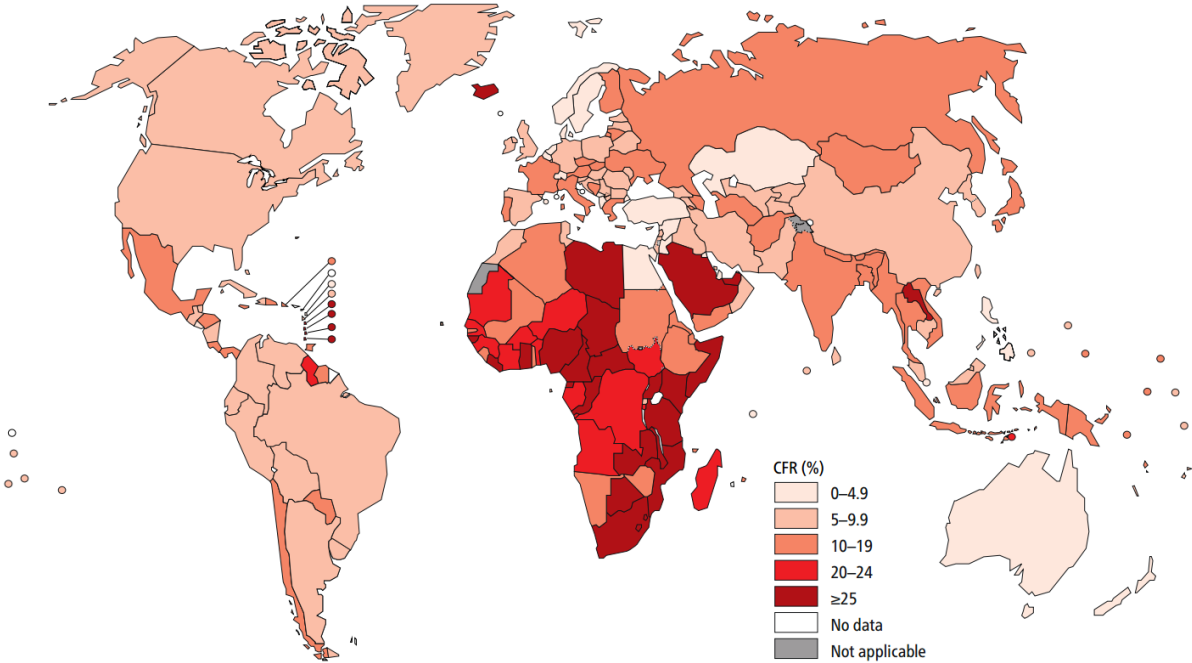 CFR (%)
0–4.9
5–9.9
10–19
20–24
≥25
No data
Not applicable